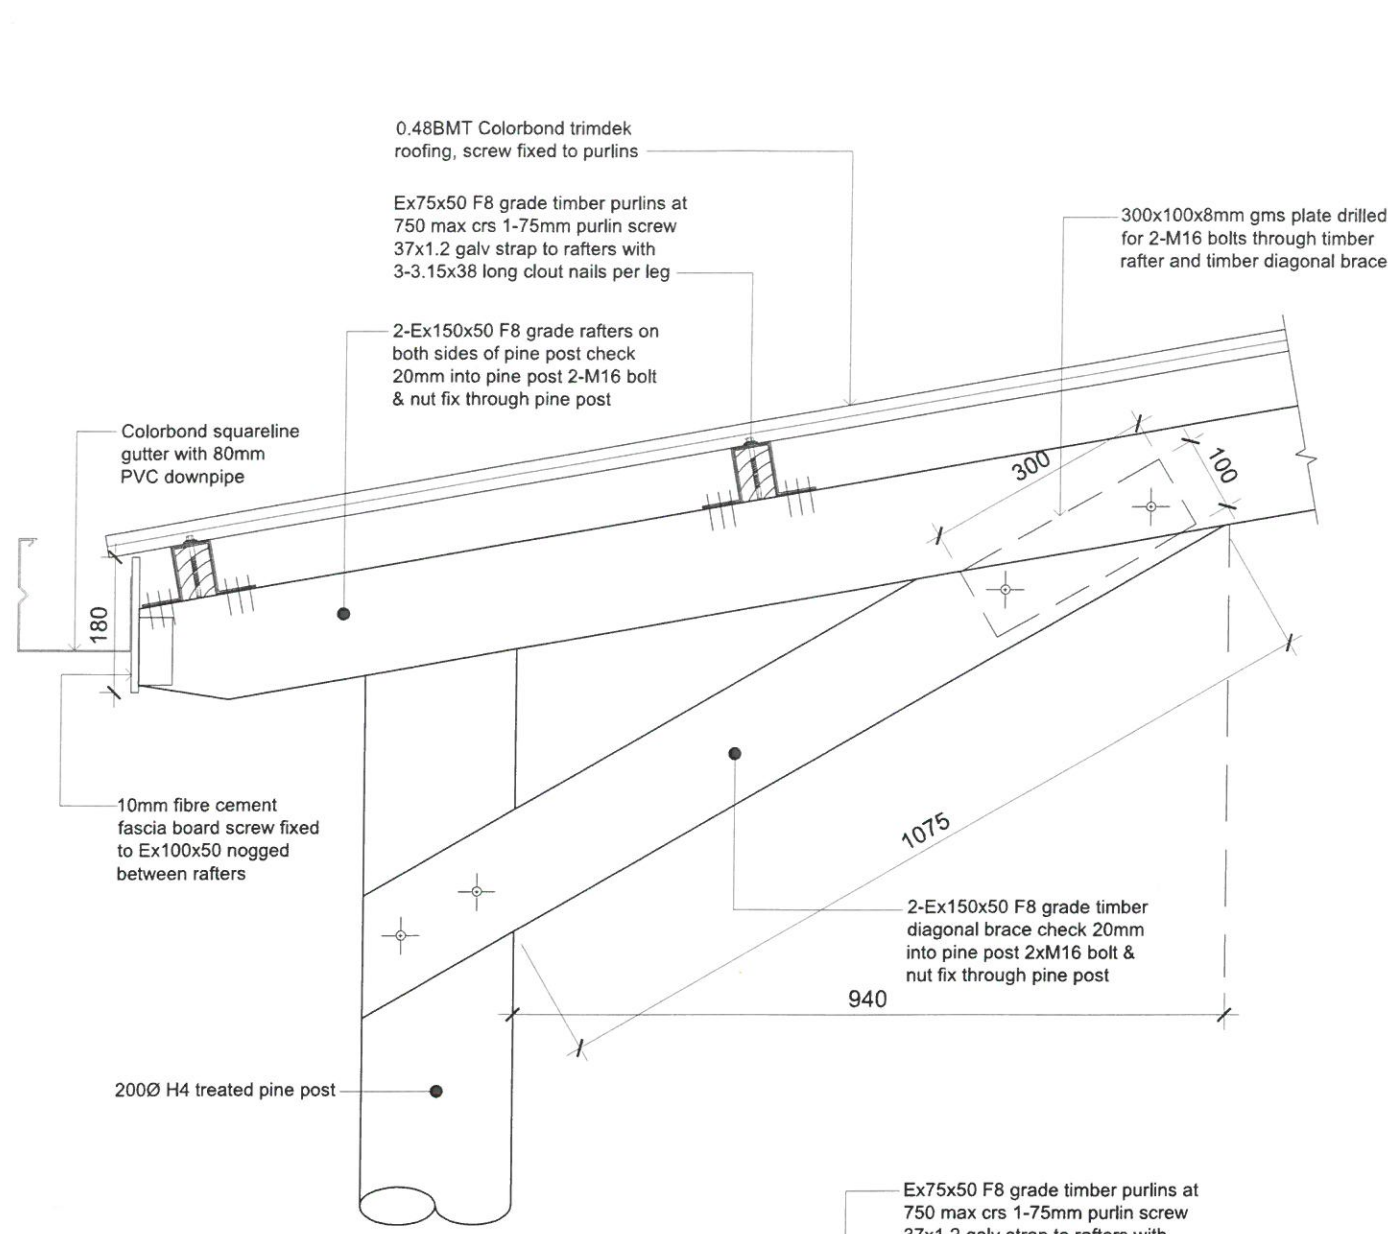 0.48BMT Colorbond trimdek
roofing, screw fixed to purlins
Ex75x50 F8 grade timber purlins at
750 max crs 1-75mm purlin screw
37x1.2 galv strap to rafters with
3-3.15x38 long clout nails per leg
300x100x8mm gms plate drilled
for 2-M16 bolts through timber
rafter and timber diagonal brace
2-Ex150x50 F8 grade rafters on
both sides of pine post check
20mm into pine post 2-M16 bolt
& nut fix through pine post
Colorbond squareline
gutter with 80mm
PVC downpipe
300
100
180
10mm fibre cement
fascia board screw fixed
to Ex100x50 nogged
between rafters
1075
2-Ex150x50 F8 grade timber
diagonal brace check 20mm
into pine post 2xM16 bolt &
nut fix through pine post
940
200Ø H4 treated pine post
Ex75x50 F8 grade timber purlins at
750 max crs 1-75mm purlin screw
37x1.2 galv strap to rafters with